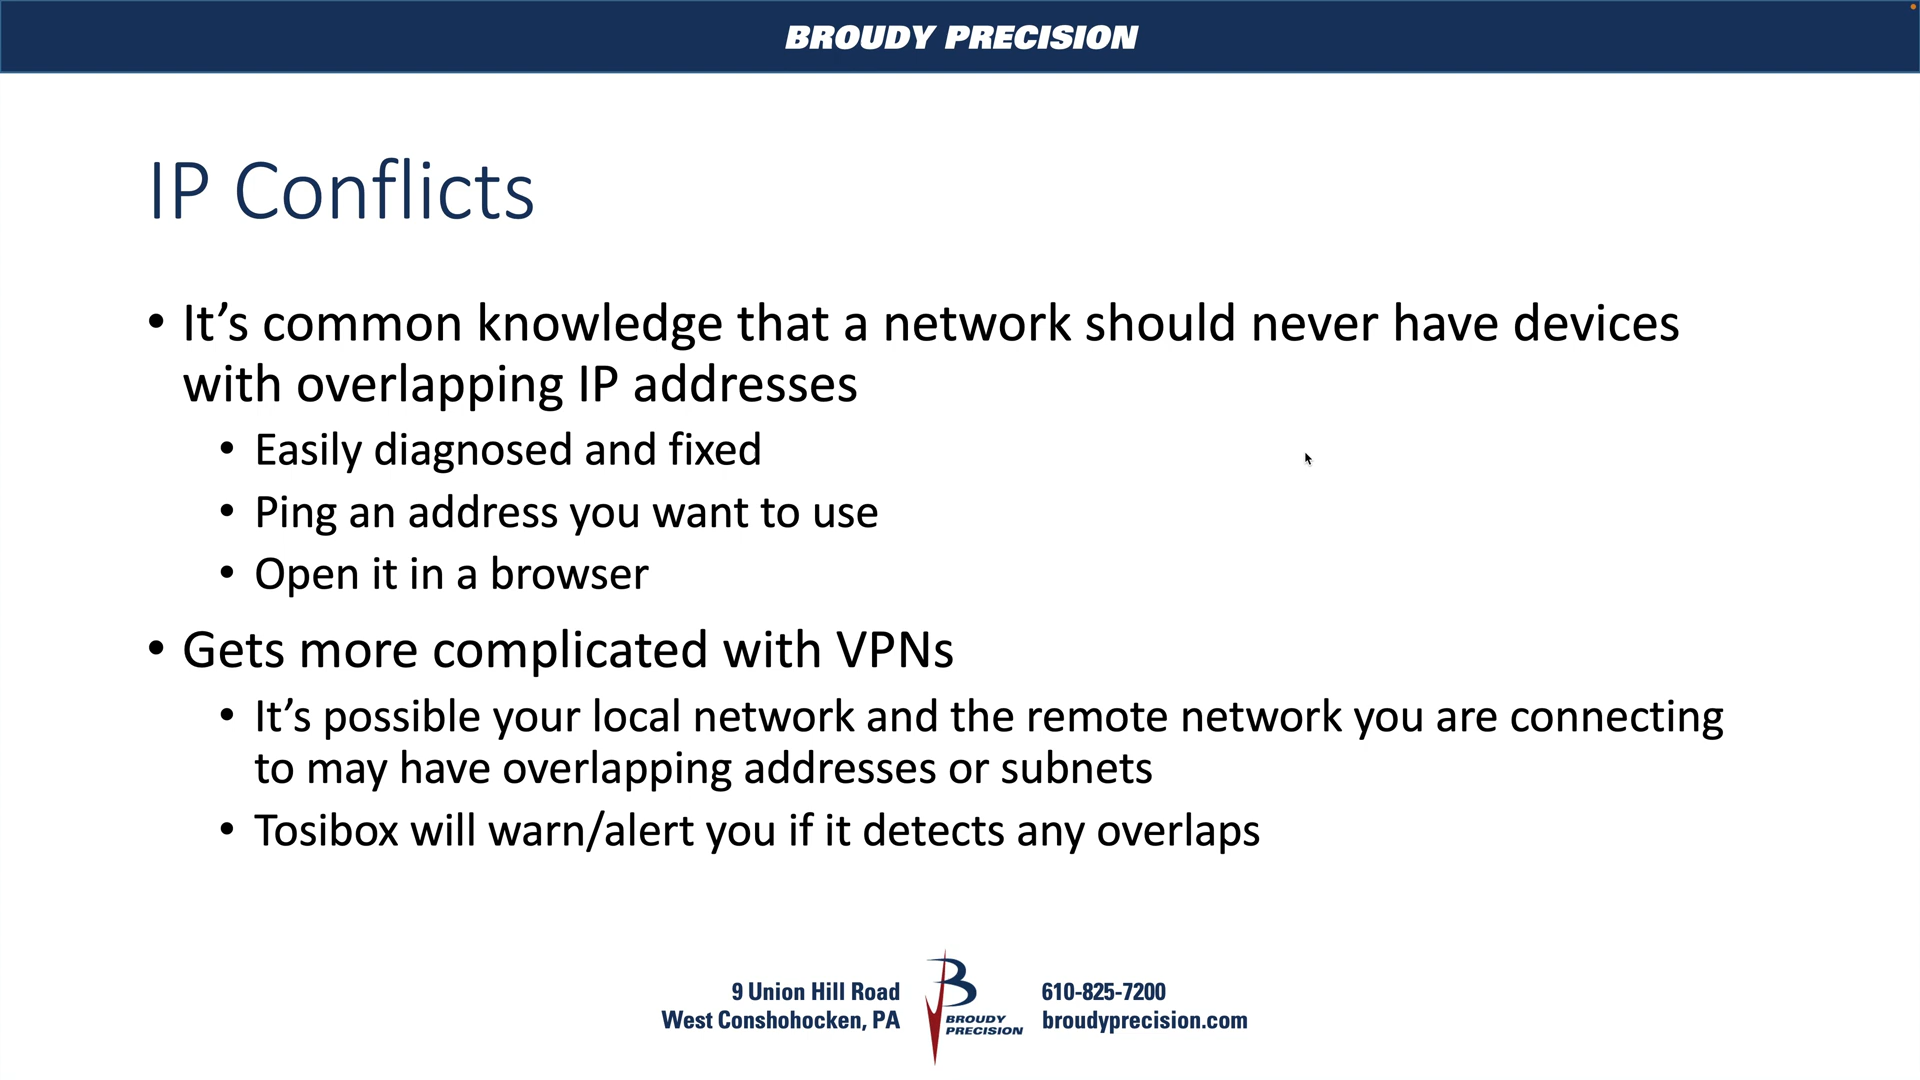 BROUDY PRECISION
IP Conflicts
• It’s common knowledge that a network should never have devices
with overlapping IP addresses
• Easily diagnosed and fixed
• Ping an address you want to use
• Open it in a browser
• Gets more complicated with VPNs
• It’s possible your local network and the remote network you are connecting
to may have overlapping addresses or subnets
• Tosibox will warn/alert you if it detects any overlaps
9 Union Hill Road
West Conshohocken, PA
B
BROUDY
PRECISION
610-825-7200
broudyprecision.com